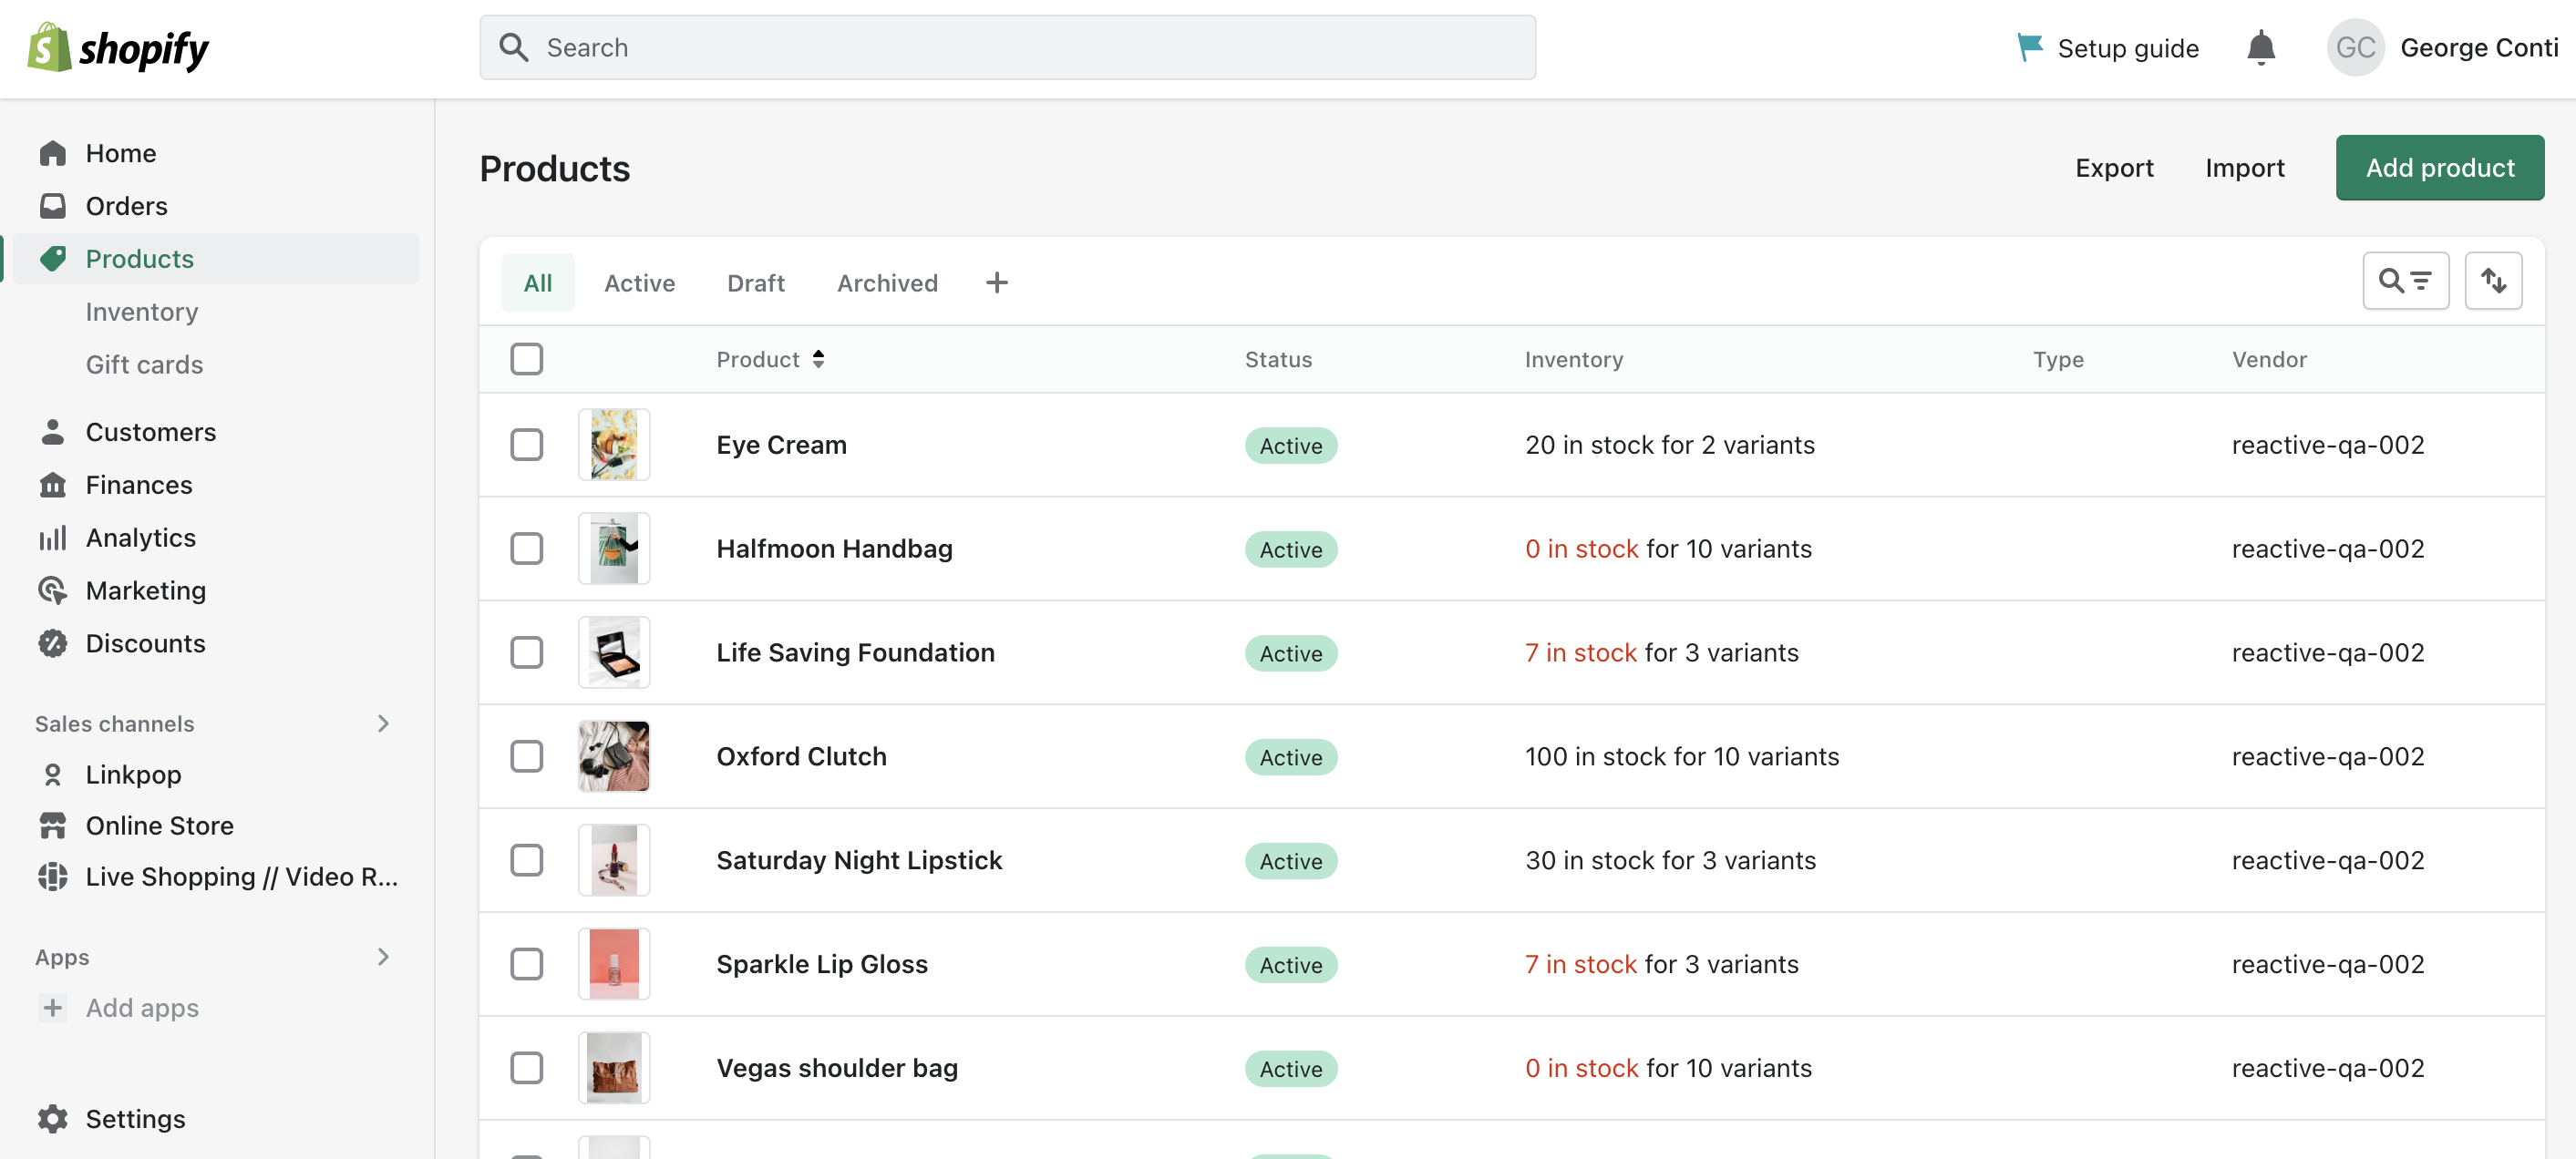 shopify
Search
Setup guide
GC
George Conti
Home
Orders
Products
Inventory
Gift cards
Customers
Finances
Analytics
Marketing
Discounts
Sales channels
Linkpop
Online Store
Live Shopping // Video R...
Apps
Add apps
Settings
Products
Export
Import
Add product
All
Active
Draft
Archived
Product
Status
Inventory
Type
Vendor
Eye Cream
Active
20 in stock for 2 variants
reactive-qa-002
Halfmoon Handbag
Active
0 in stock for 10 variants
reactive-qa-002
Life Saving Foundation
Active
7 in stock for 3 variants
reactive-qa-002
Oxford Clutch
Active
100 in stock for 10 variants
reactive-qa-002
Saturday Night Lipstick
Active
30 in stock for 3 variants
reactive-qa-002
Sparkle Lip Gloss
Active
7 in stock for 3 variants
reactive-qa-002
Vegas shoulder bag
Active
0 in stock for 10 variants
reactive-qa-002